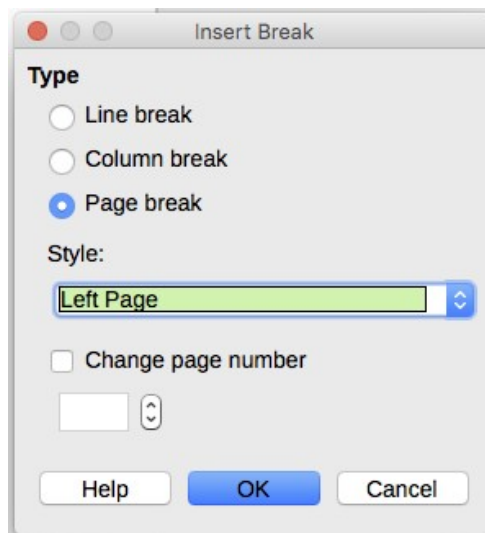 Insert Break
Type
Line break
Column break
Page break
Style:
Left Page
Change page number
Help OK Cancel